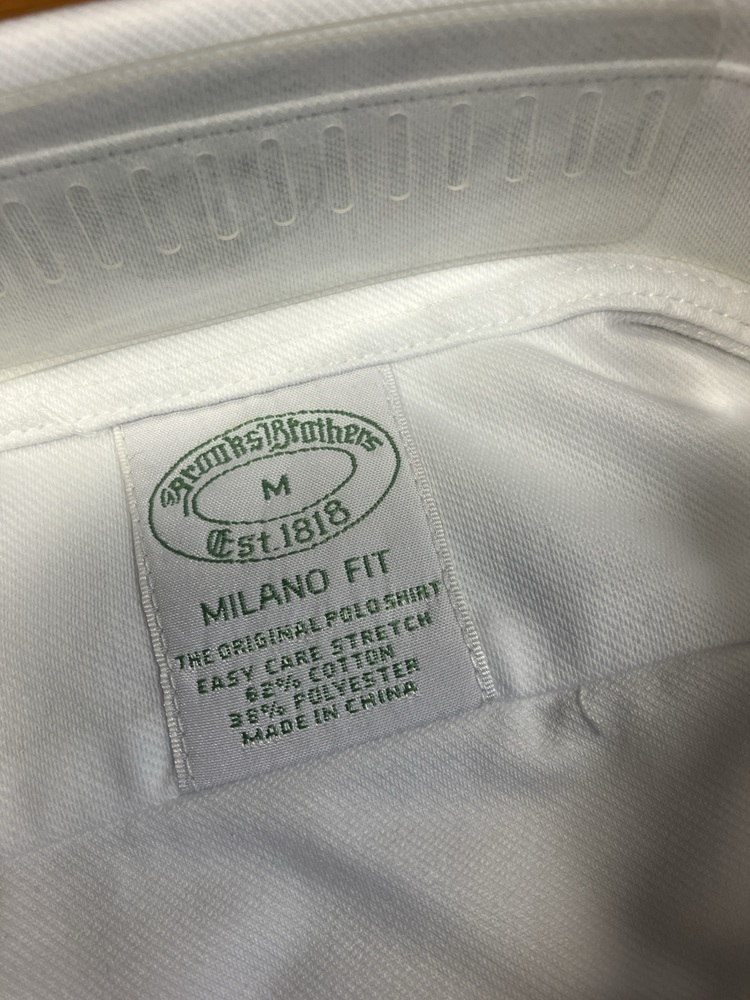 Brooks Brothers
M
Est. 1818
MILANO FIT
THE ORIGINAL POLO SHIRT
EASY CARE STRETCH
62% COTTON
38% POLYESTER
MADE IN CHINA